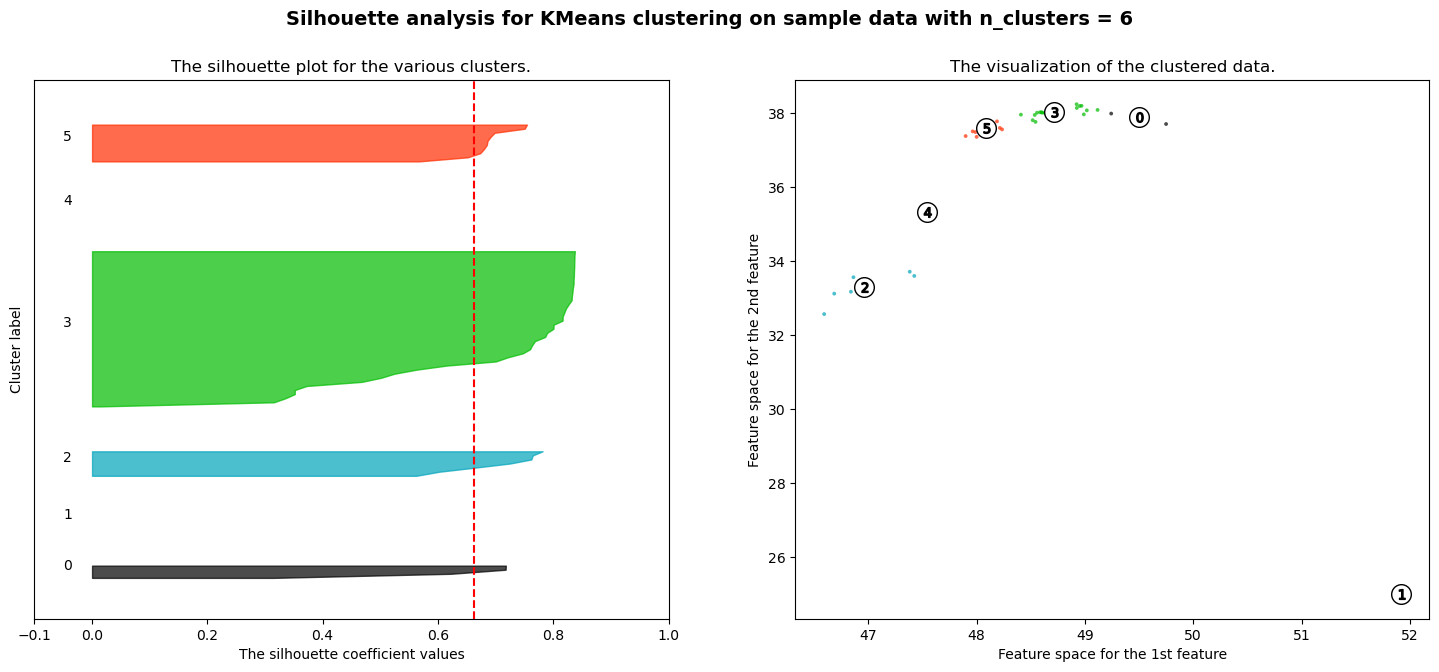 Silhouette analysis for KMeans clustering on sample data with n_clusters = 6
The silhouette plot for the various clusters.
Cluster label
5
4
3
2
1
0
−0.1 0.0 0.2 0.4 0.6 0.8 1.0
The silhouette coefficient values
The visualization of the clustered data.
Feature space for the 2nd feature
38
36
34
32
30
28
26
5 3 0
4
2
1
47 48 49 50 51 52
Feature space for the 1st feature